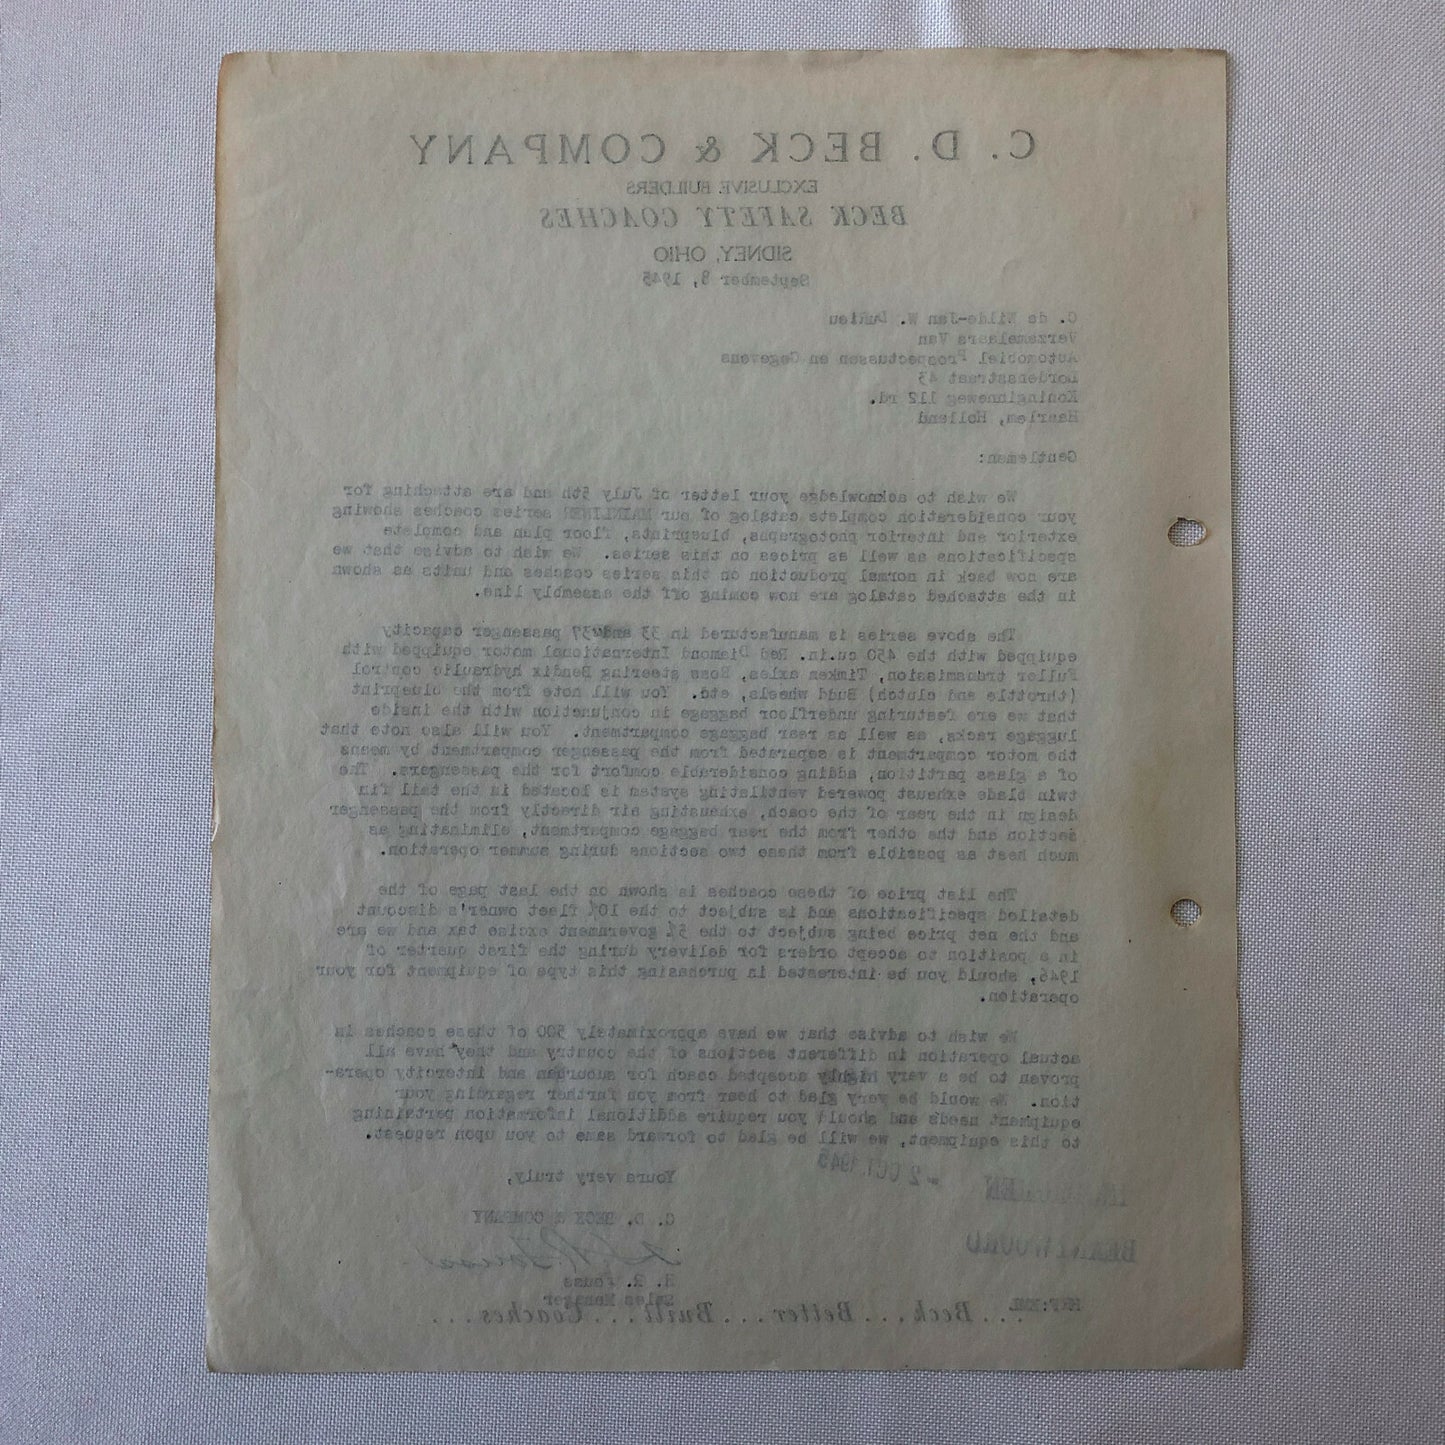 C. D. BECK & COMPANY
EXCLUSIVE BUILDERS
BECK SAFETY COACHES
SIDNEY, OHIO
September 8, 1945
C. de Wilde-Jan W. LuRieu
Verzamelaars Van
Automobiel Prospectussen en Gegevens
Lordensstraat 43
Koninginneweg 112 rd.
Haarlem, Holland
Gentlemen:
We wish to acknowledge your letter of July 5th and are attaching for
your consideration complete catalog of our MAINLINER series coaches showing
exterior and interior photographs, blueprints, floor plan and complete
specifications as well as prices on this series. We wish to advise that we
are now back in normal production on this series coaches and units as shown
in the attached catalog are now coming off the assembly line.
The above series is manufactured in 33 and 37 passenger capacity
equipped with the 450 cu.in. Red Diamond International motor equipped with
Fuller transmission, Timken axles, Ross steering Bendix hydraulic control
(throttle and clutch) Budd wheels, etc. You will note from the blueprint
that we are featuring underfloor baggage in conjunction with the inside
luggage racks, as well as rear baggage compartment. You will also note that
the motor compartment is separated from the passenger compartment by means
of a glass partition, adding considerable comfort for the passengers. The
twin blade exhaust powered ventilating system is located in the tail fin
design in the rear of the coach, exhausting air directly from the passenger
section and the other from the rear baggage compartment, eliminating as
much heat as possible from these two sections during summer operation.
The list price of these coaches is shown on the last page of the
detailed specifications and is subject to the 10% fleet owner's discount
and the net price being subject to the 5% government excise tax and we are
in a position to accept orders for delivery during the first quarter of
1946, should you be interested in purchasing this type of equipment for your
operation.
We wish to advise that we have approximately 500 of these coaches in
actual operation in different sections of the country and they have all
proven to be a very highly accepted coach for suburban and intercity opera-
tion. We would be very glad to hear from you further regarding your
equipment needs and should you require additional information pertaining
to this equipment, we will be glad to forward same to you upon request.
-2 OCT. 1945
Yours very truly,
C. D. BECK & COMPANY
BEANTWOORD
Sales Manager
...Beck...Better...Built...Coaches...